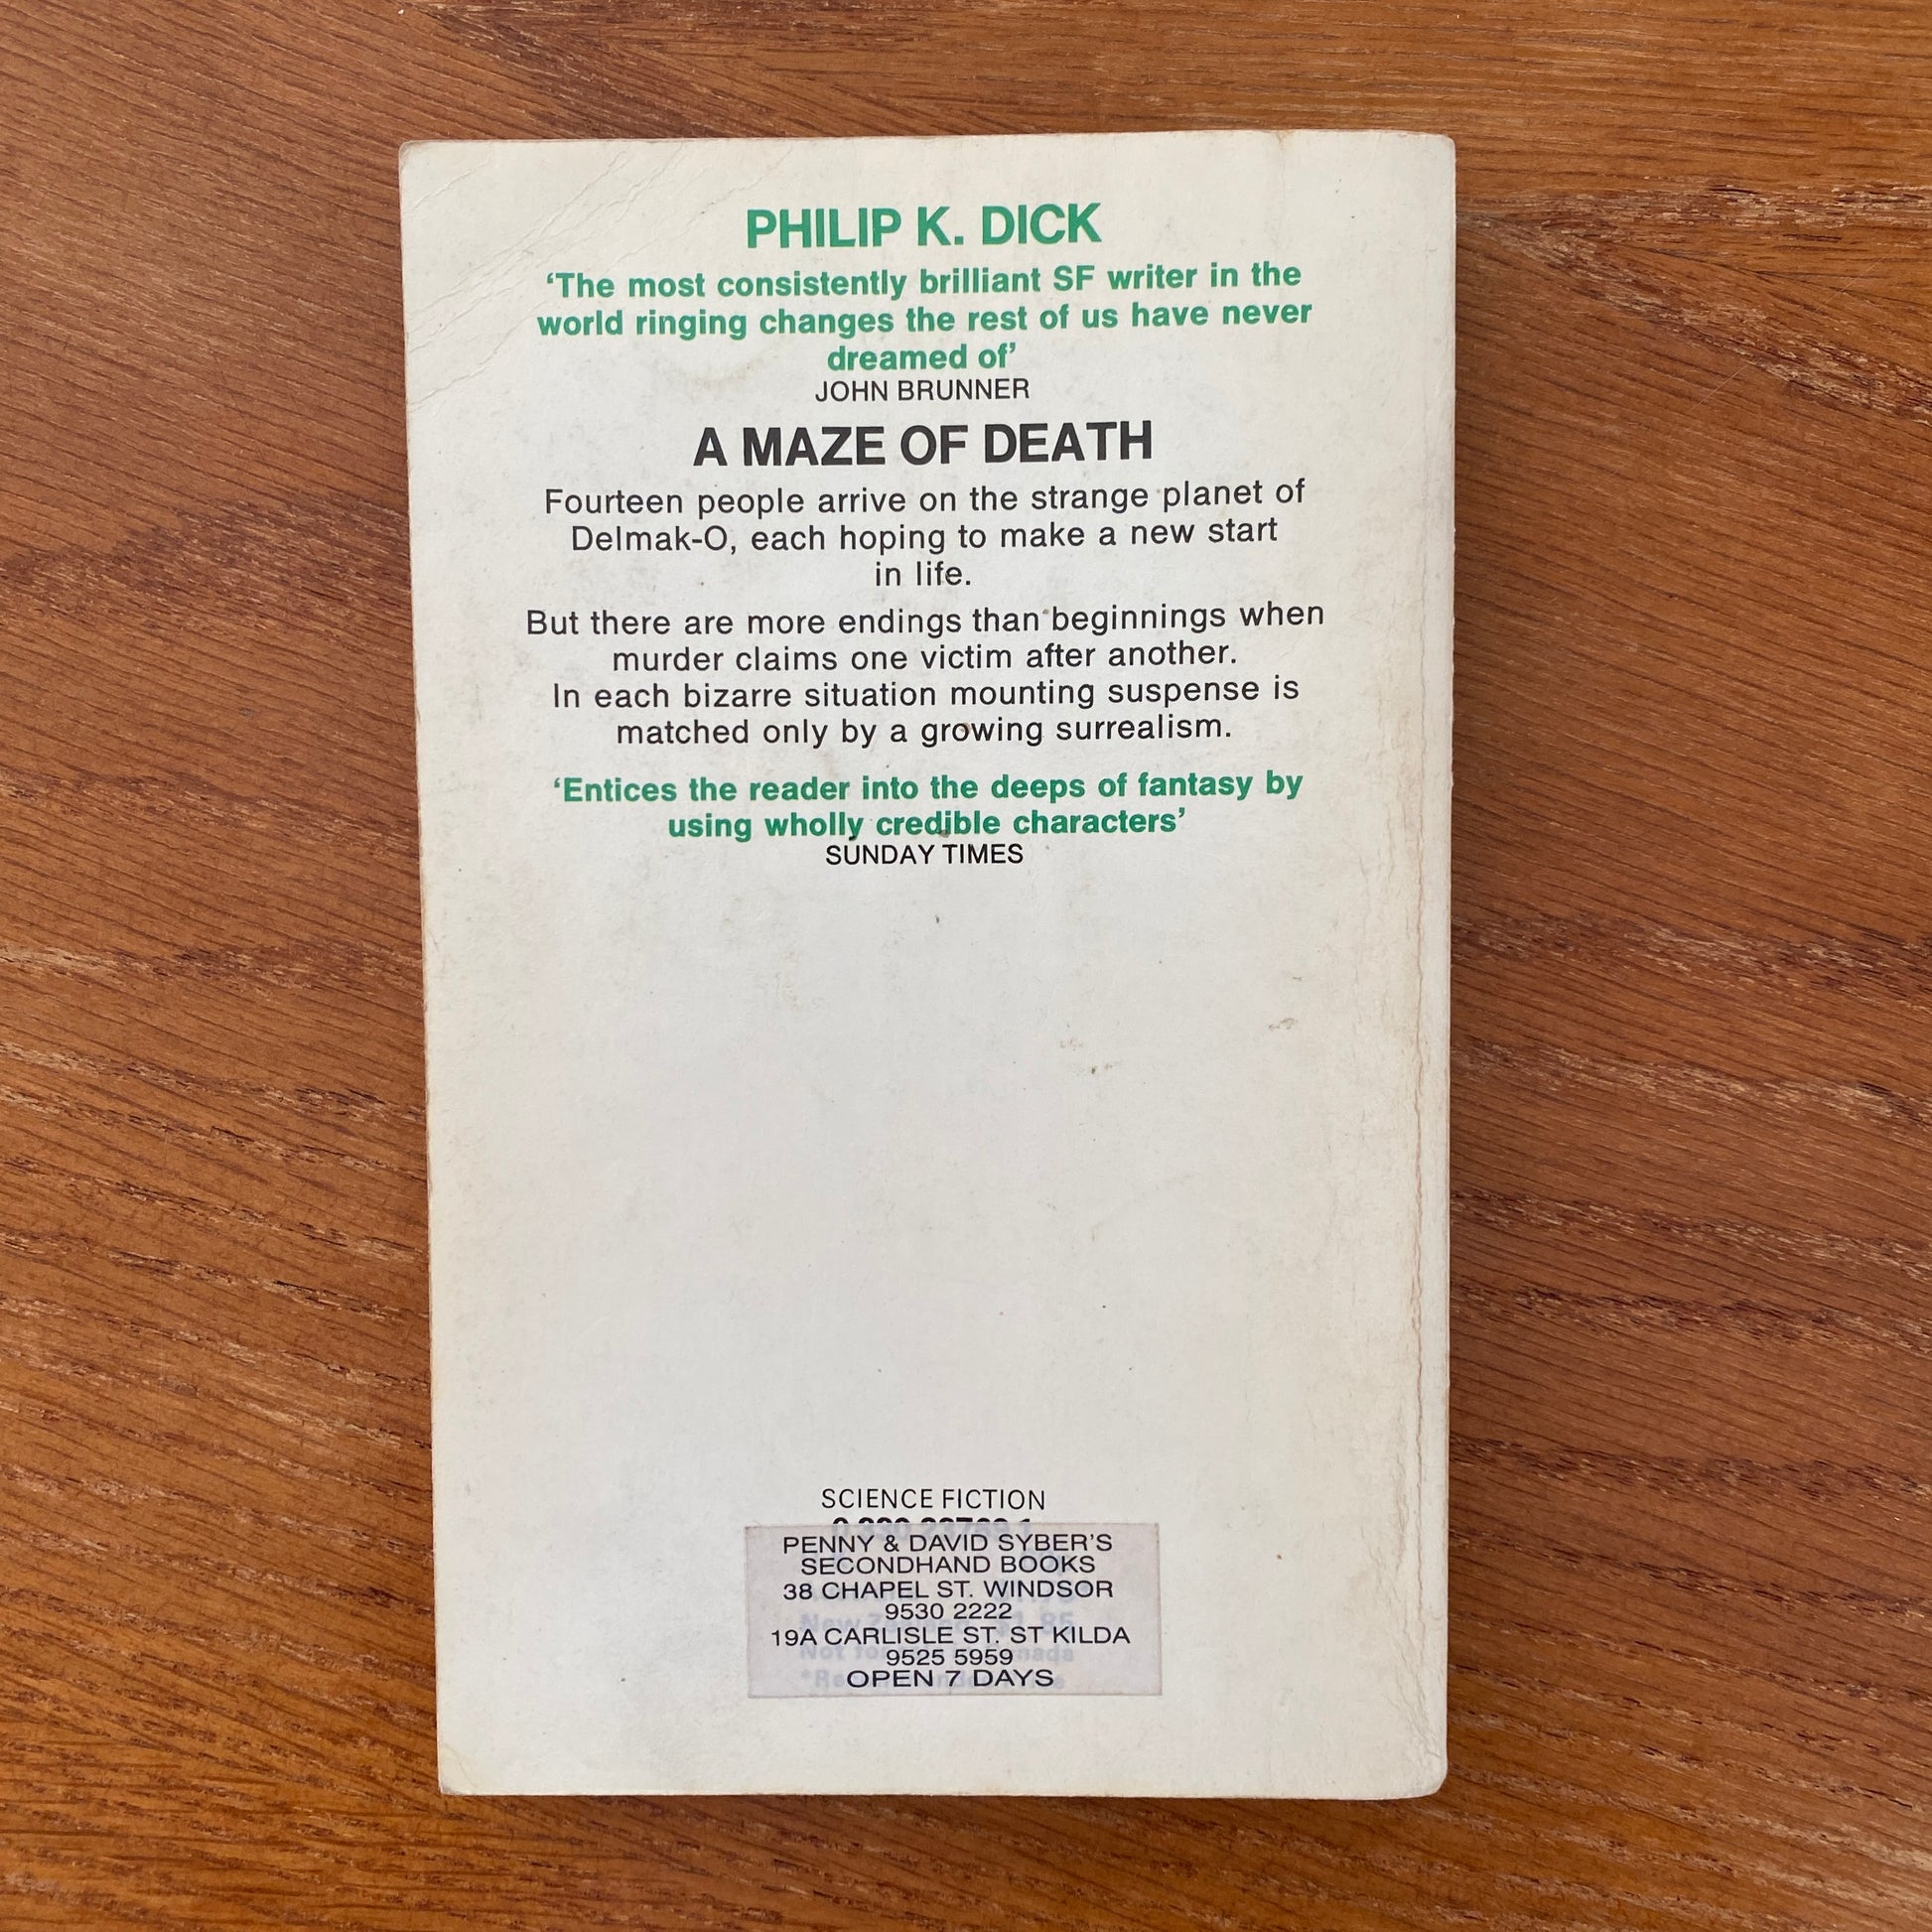 PHILIP K. DICK
‘The most consistently brilliant SF writer in the
world ringing changes the rest of us have never
dreamed of’
JOHN BRUNNER
A MAZE OF DEATH
Fourteen people arrive on the strange planet of
Delmak-O, each hoping to make a new start
in life.
But there are more endings than beginnings when
murder claims one victim after another.
In each bizarre situation mounting suspense is
matched only by a growing surrealism.
‘Entices the reader into the deeps of fantasy by
using wholly credible characters’
SUNDAY TIMES
SCIENCE FICTION
PENNY & DAVID SYBER'S
SECONDHAND BOOKS
38 CHAPEL ST. WINDSOR
9530 2222
19A CARLISLE ST. ST KILDA
9525 5959
OPEN 7 DAYS